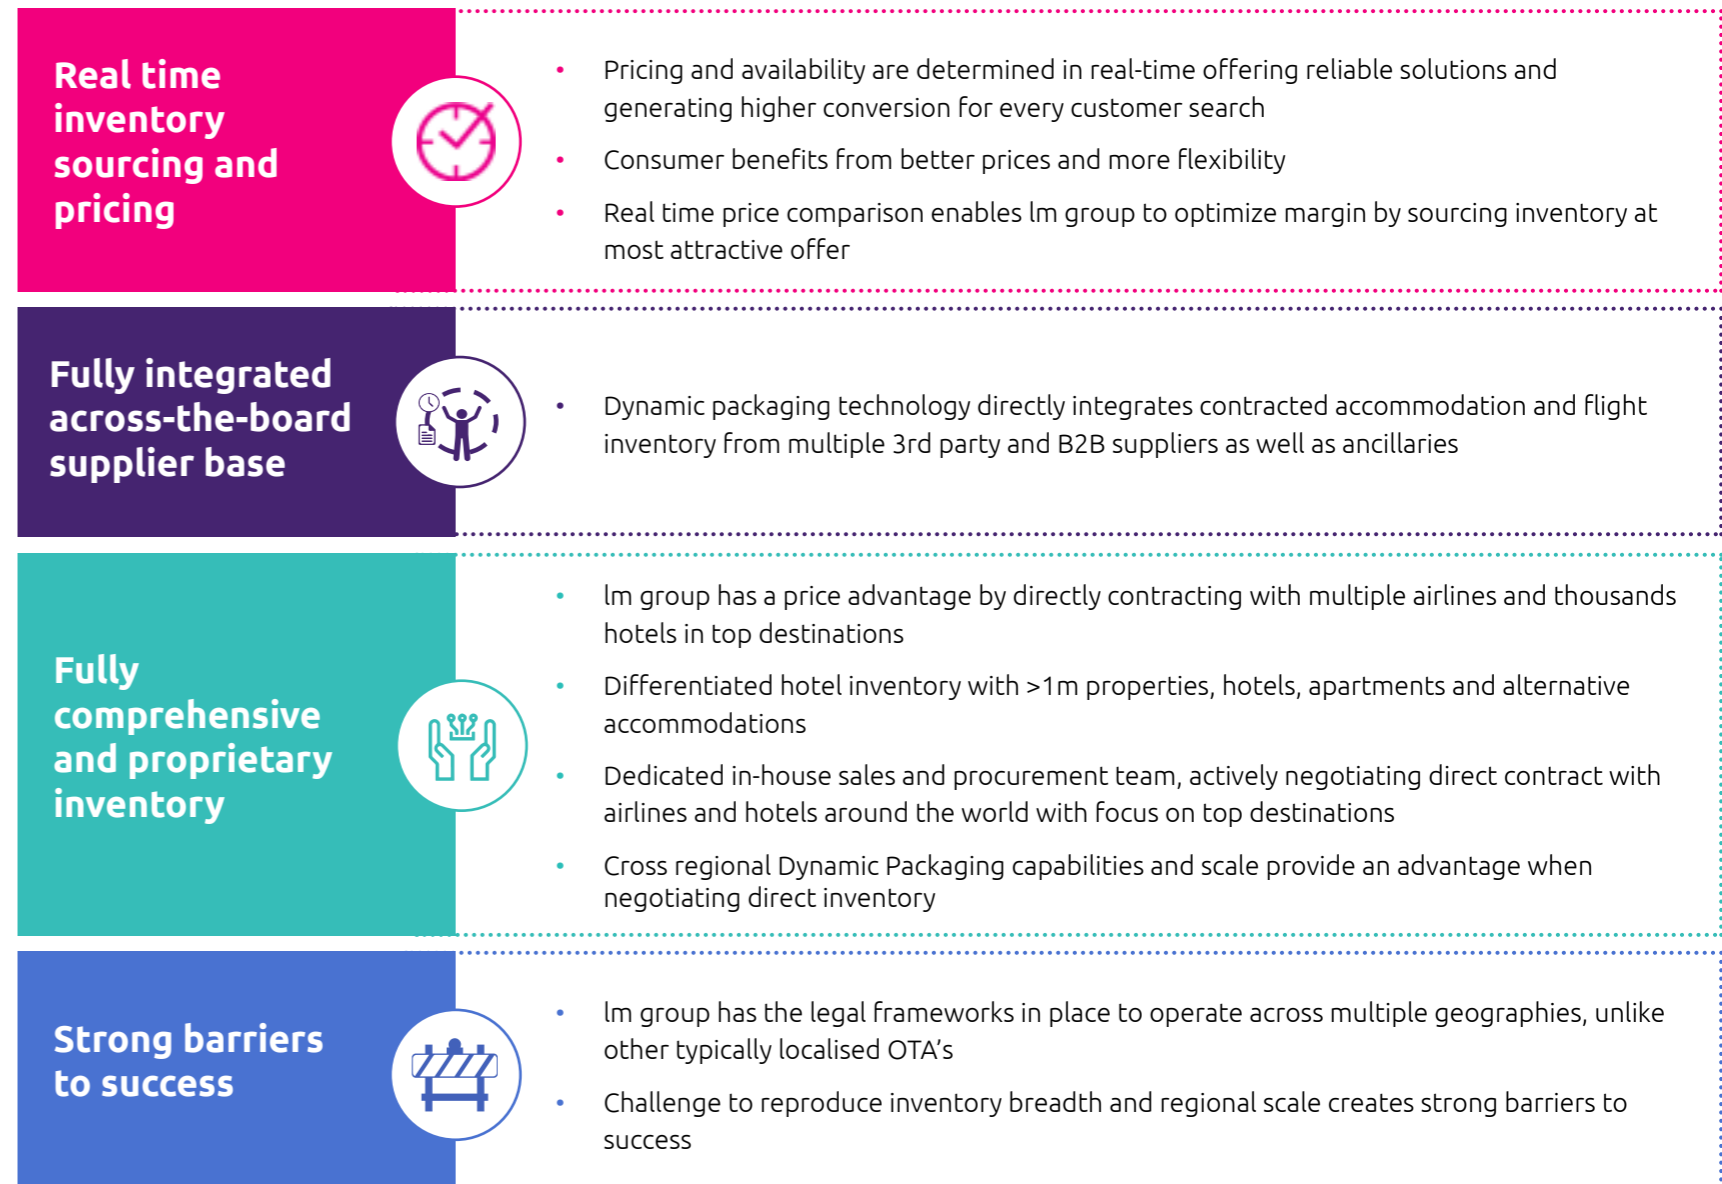 Real time
inventory
sourcing and
pricing
• Pricing and availability are determined in real-time offering reliable solutions and
generating higher conversion for every customer search
• Consumer benefits from better prices and more flexibility
• Real time price comparison enables lm group to optimize margin by sourcing inventory at
most attractive offer
Fully integrated
across-the-board
supplier base
• Dynamic packaging technology directly integrates contracted accommodation and flight
inventory from multiple 3rd party and B2B suppliers as well as ancillaries
Fully
comprehensive
and proprietary
inventory
• lm group has a price advantage by directly contracting with multiple airlines and thousands
hotels in top destinations
• Differentiated hotel inventory with >1m properties, hotels, apartments and alternative
accommodations
• Dedicated in-house sales and procurement team, actively negotiating direct contract with
airlines and hotels around the world with focus on top destinations
• Cross regional Dynamic Packaging capabilities and scale provide an advantage when
negotiating direct inventory
Strong barriers
to success
• lm group has the legal frameworks in place to operate across multiple geographies, unlike
other typically localised OTA’s
• Challenge to reproduce inventory breadth and regional scale creates strong barriers to
success